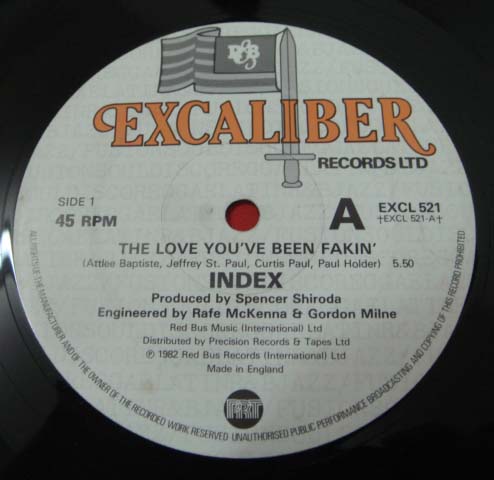 R&B
EXCALIBER
RECORDS LTD
SIDE 1
45 RPM
A
EXCL 521
†EXCL 521-A†
THE LOVE YOU'VE BEEN FAKIN'
(Attlee Baptiste, Jeffrey St. Paul, Curtis Paul, Paul Holder) 5.50
INDEX
Produced by Spencer Shiroda
Engineered by Rafe McKenna & Gordon Milne
Red Bus Music (International) Ltd
Distributed by Precision Records & Tapes Ltd
℗ 1982 Red Bus Records (International) Ltd
Made in England
PRT
ALL RIGHTS OF THE RECORD MANUFACTURER AND OF THE OWNER OF THE RECORDED WORK RESERVED UNAUTHORISED PUBLIC PERFORMANCE BROADCASTING AND COPYING OF THIS RECORD PROHIBITED